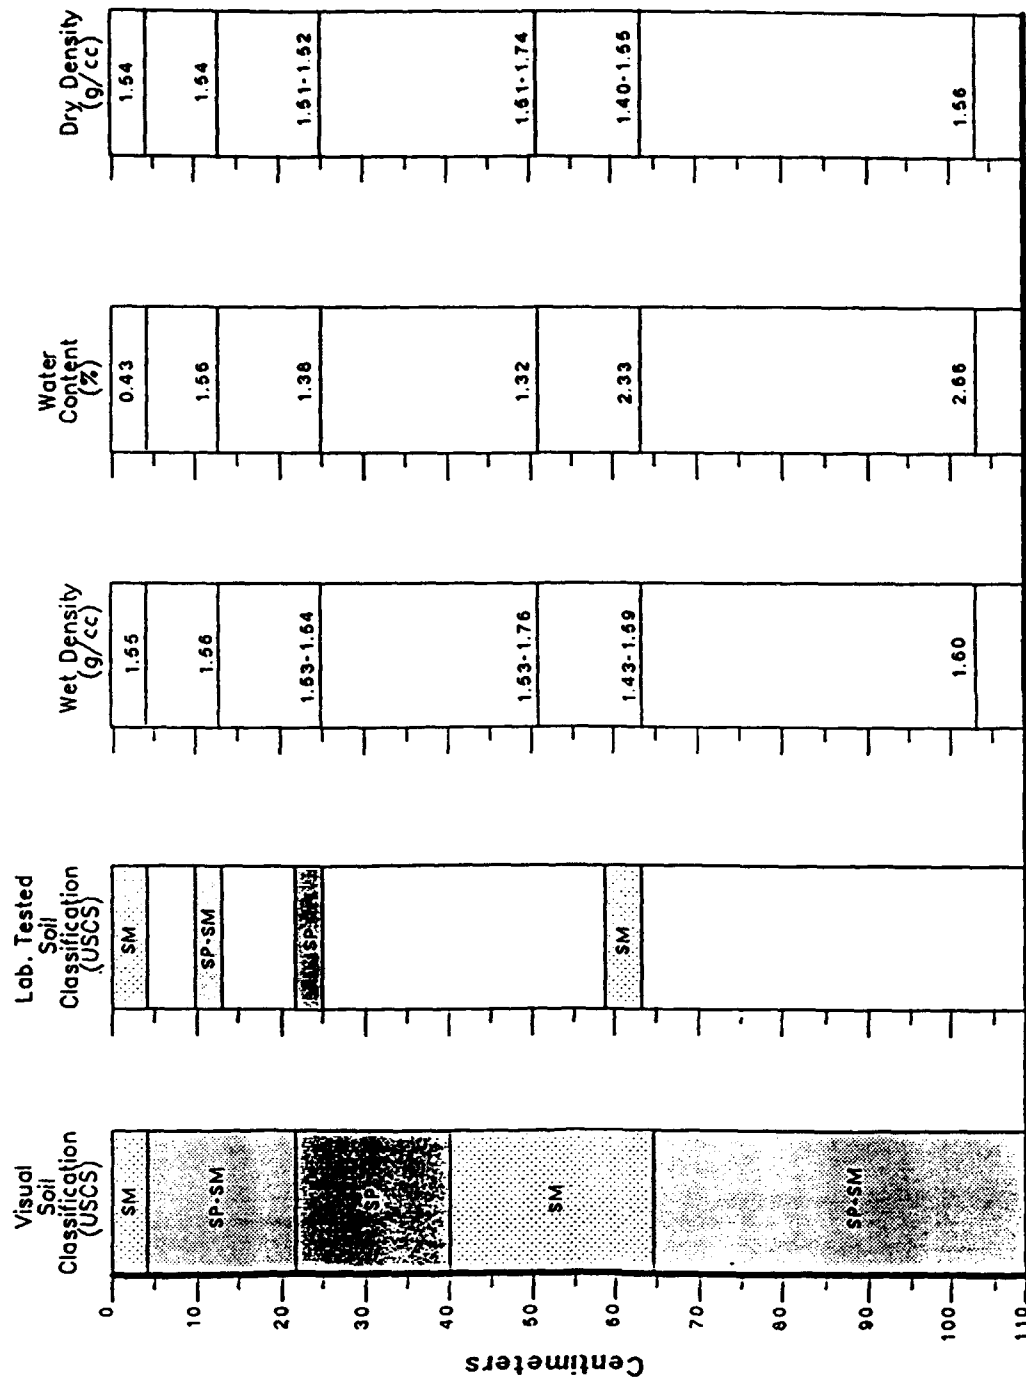 Visual
Soil
Classification
(USCS)
SM
SP-SM
SP
SM
SP-SM
Lab. Tested
Soil
Classification
(USCS)
SM
SP-SM
SP
SM
Wet Density
(g/cc)
1.55
1.56
1.53-1.54
1.53-1.76
1.43-1.59
1.60
Water
Content
(%)
0.43
1.56
1.38
1.32
2.33
2.66
Dry Density
(g/cc)
1.54
1.54
1.51-1.52
1.51-1.74
1.40-1.55
1.56
0
10
20
30
40
50
60
70
80
90
100
110
Centimeters